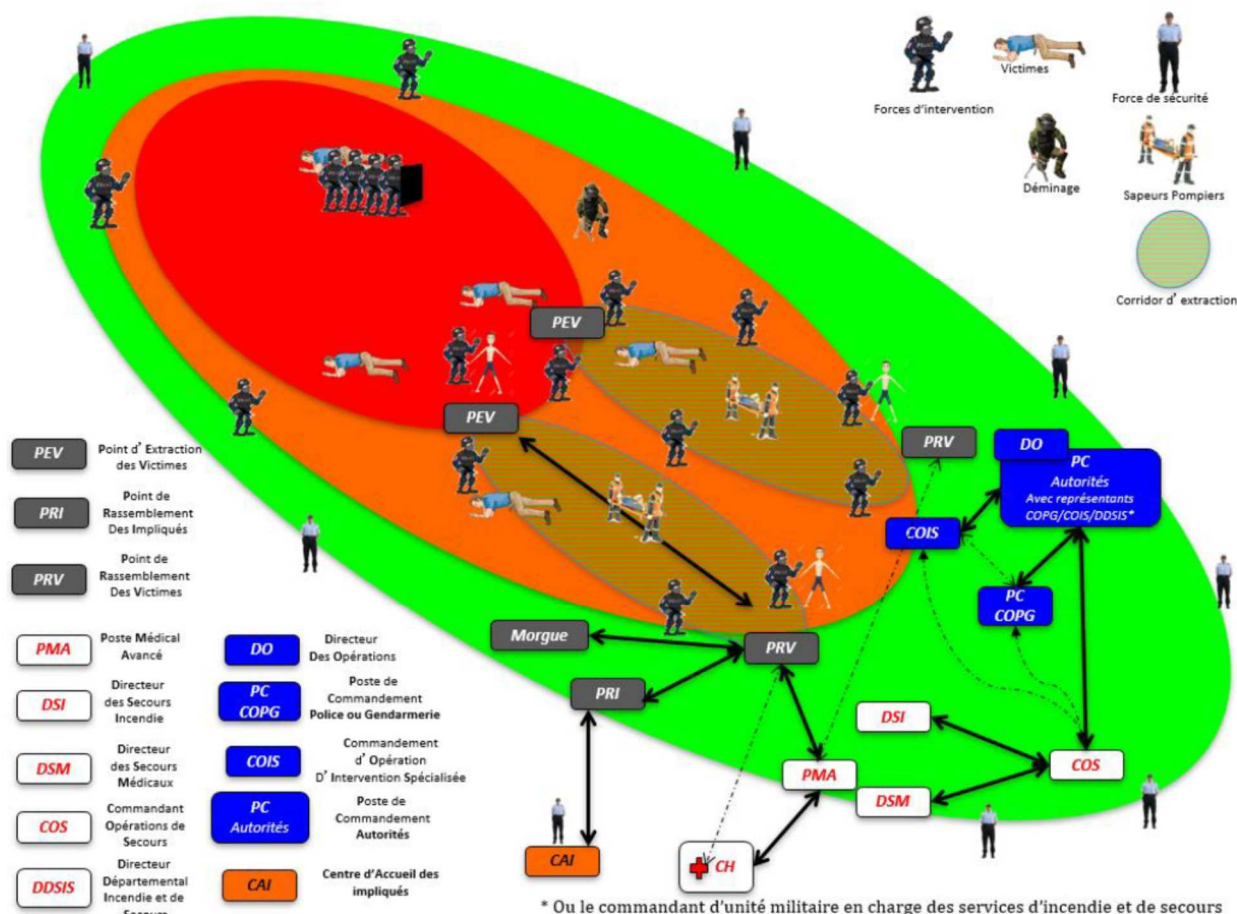 Forces d'intervention
Victimes
Force de sécurité
Déminage
Sapeurs Pompiers
Corridor d' extraction
PEV
PEV
PRV
DO
PC
Autorités
Avec représentants
COPG/COIS/DDSIS*
COIS
PC
COPG
Morgue
PRV
PRI
DSI
PMA
COS
DSM
CAI
CH
PEV
Point d' Extraction
des Victimes
PRI
Point de
Rassemblement
Des Impliqués
PRV
Point de
Rassemblement
Des Victimes
PMA
Poste Médical
Avancé
DSI
Directeur
des Secours
Incendie
DSM
Directeur
des Secours
Médicaux
COS
Commandant
Opérations de
Secours
DDSIS
Directeur
Départemental
Incendie et de
Secours
DO
Directeur
Des Opérations
PC
COPG
Poste de
Commandement
Police ou Gendarmerie
COIS
Commandement
d' Opération
D'Intervention Spécialisée
PC
Autorités
Poste de
Commandement
Autorités
CAI
Centre d'Accueil des
impliqués
* Ou le commandant d'unité militaire en charge des services d'incendie et de secours